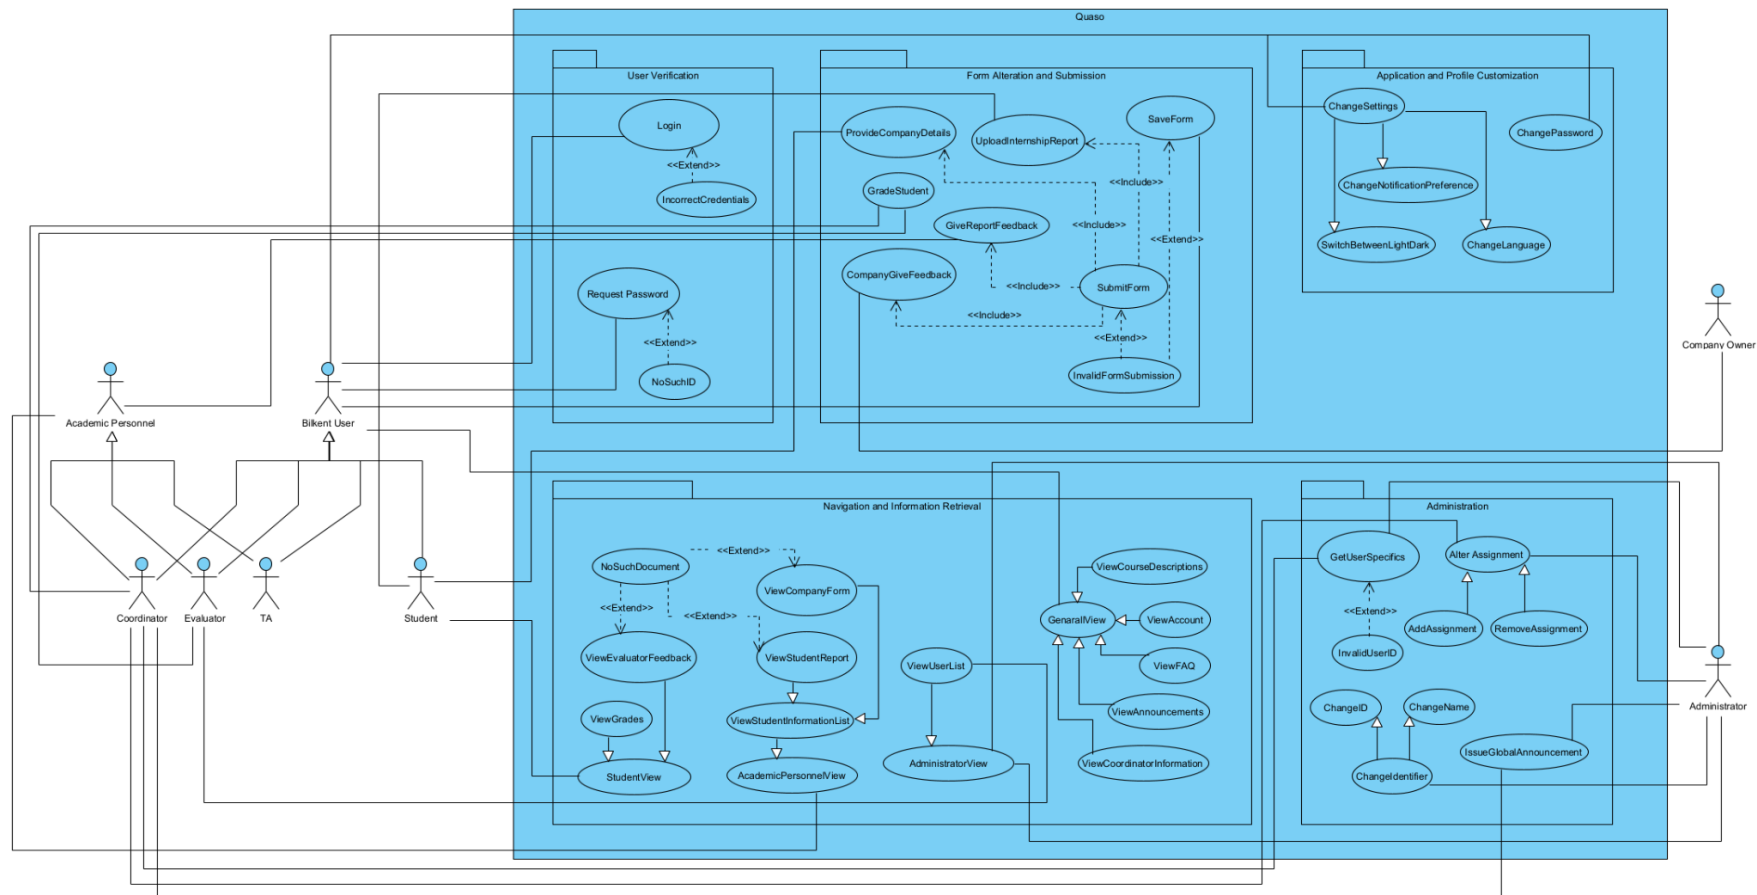 Quaso
User Verification
Form Alteration and Submission
Application and Profile Customization
Login
<<Extend>>
IncorrectCredentials
Request Password
<<Extend>>
NoSuchID
ProvideCompanyDetails
UploadInternshipReport
SaveForm
<<Include>>
GradeStudent
<<Include>>
GiveReportFeedback
<<Extend>>
CompanyGiveFeedback
<<Include>>
SubmitForm
<<Include>>
<<Extend>>
InvalidFormSubmission
ChangeSettings
ChangePassword
ChangeNotificationPreference
SwitchBetweenLightDark
ChangeLanguage
Company Owner
Academic Personnel
Bilkent User
Coordinator
Evaluator
TA
Student
Navigation and Information Retrieval
NoSuchDocument
<<Extend>>
ViewCompanyForm
<<Extend>>
<<Extend>>
ViewEvaluatorFeedback
ViewStudentReport
ViewGrades
ViewStudentInformationList
StudentView
AcademicPersonnelView
ViewUserList
AdministratorView
ViewCourseDescriptions
GenarallView
ViewAccount
ViewFAQ
ViewAnnouncements
ViewCoordinatorInformation
Administration
GetUserSpecifics
Alter Assignment
<<Extend>>
AddAssignment
RemoveAssignment
InvalidUserID
ChangeID
ChangeName
IssueGlobalAnnouncement
ChangeIdentifier
Administrator